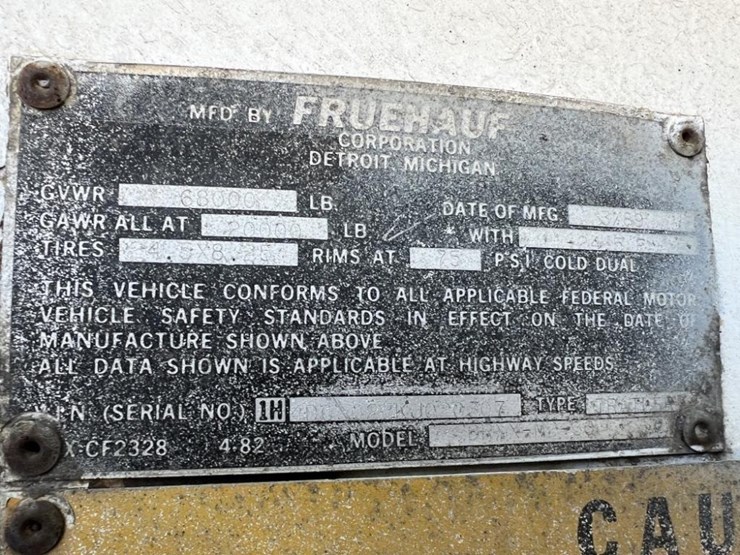 MFD BY FRUEHAUF
CORPORATION
DETROIT, MICHIGAN
GVWR 68000 LB. DATE OF MFG
GAWR ALL AT 20000 LB * WITH
TIRES RIMS AT 75 P.S.I COLD DUAL
THIS VEHICLE CONFORMS TO ALL APPLICABLE FEDERAL MOTOR
VEHICLE SAFETY STANDARDS IN EFFECT ON THE DATE OF
MANUFACTURE SHOWN ABOVE
ALL DATA SHOWN IS APPLICABLE AT HIGHWAY SPEEDS
V.I.N. (SERIAL NO.) 1H TYPE
X-CF2328 4-82 MODEL
CAU